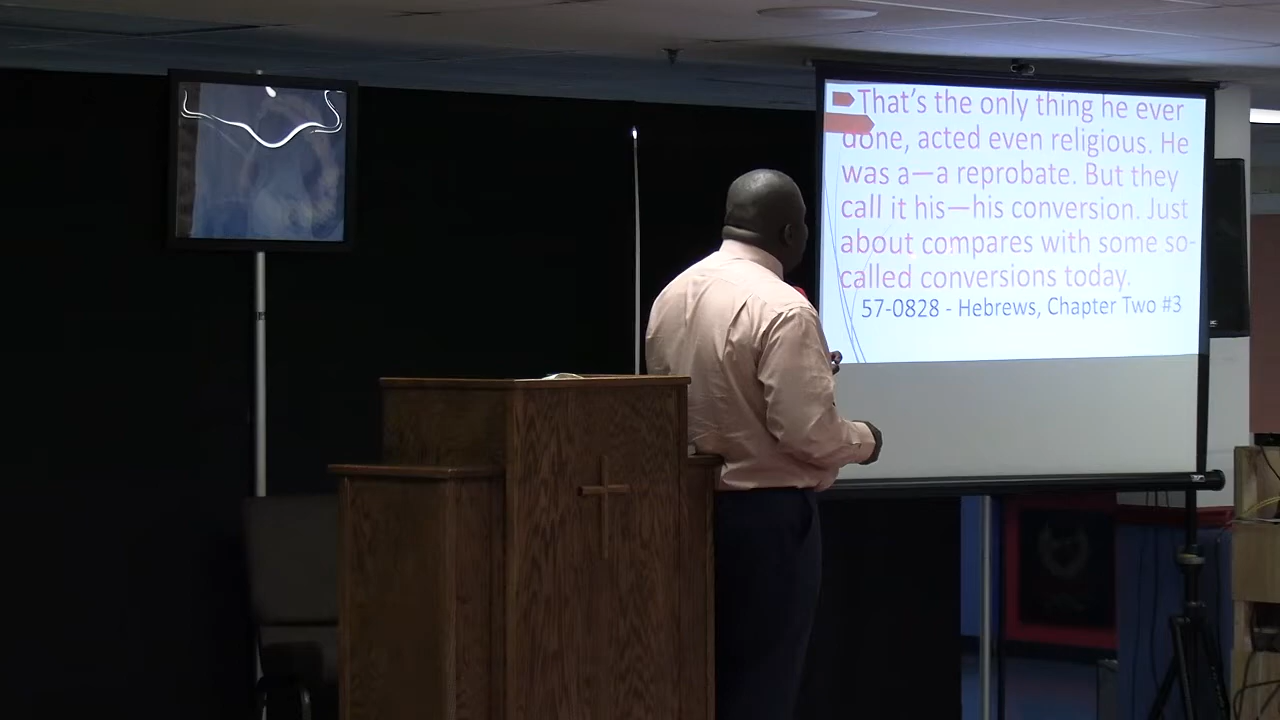 That’s the only thing he ever
done, acted even religious. He
was a—a reprobate. But they
call it his—his conversion. Just
about compares with some so-
called conversions today.
57-0828 - Hebrews, Chapter Two #3